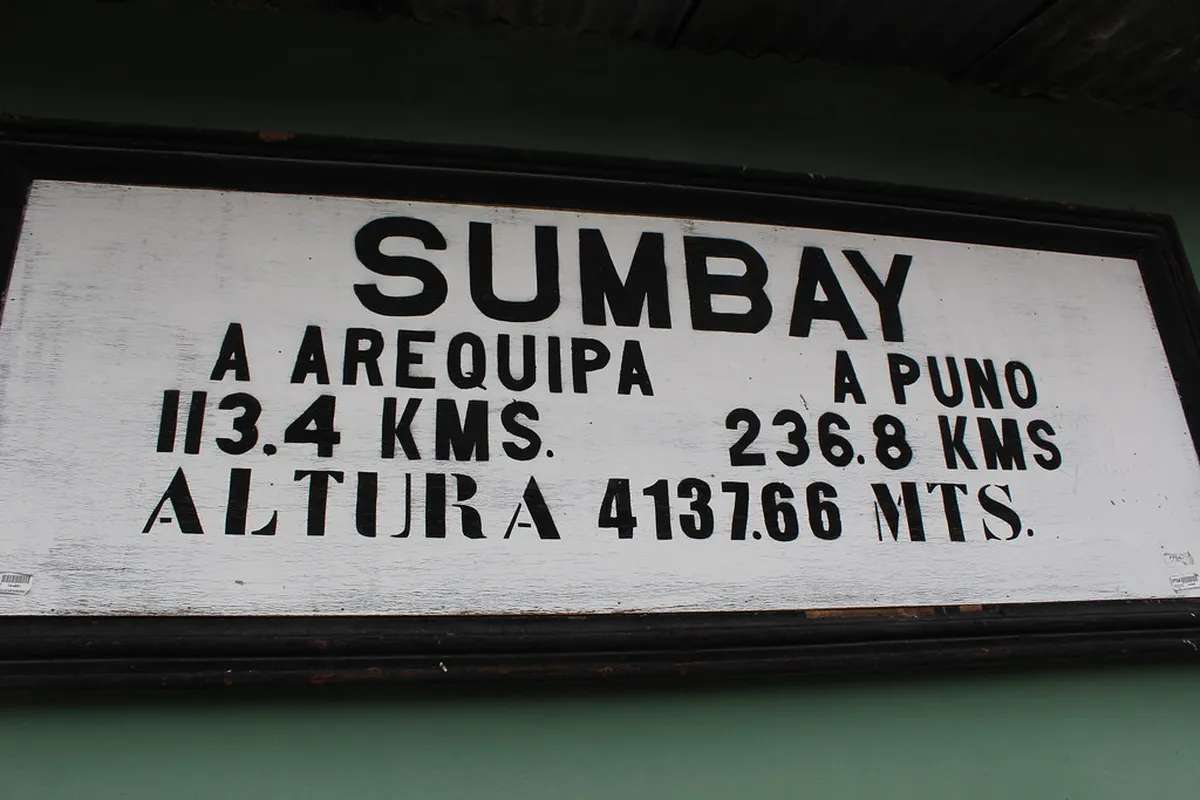 SUMBAY
A AREQUIPA A PUNO
113.4 KMS. 236.8 KMS
ALTURA A 4137.66 MTS.